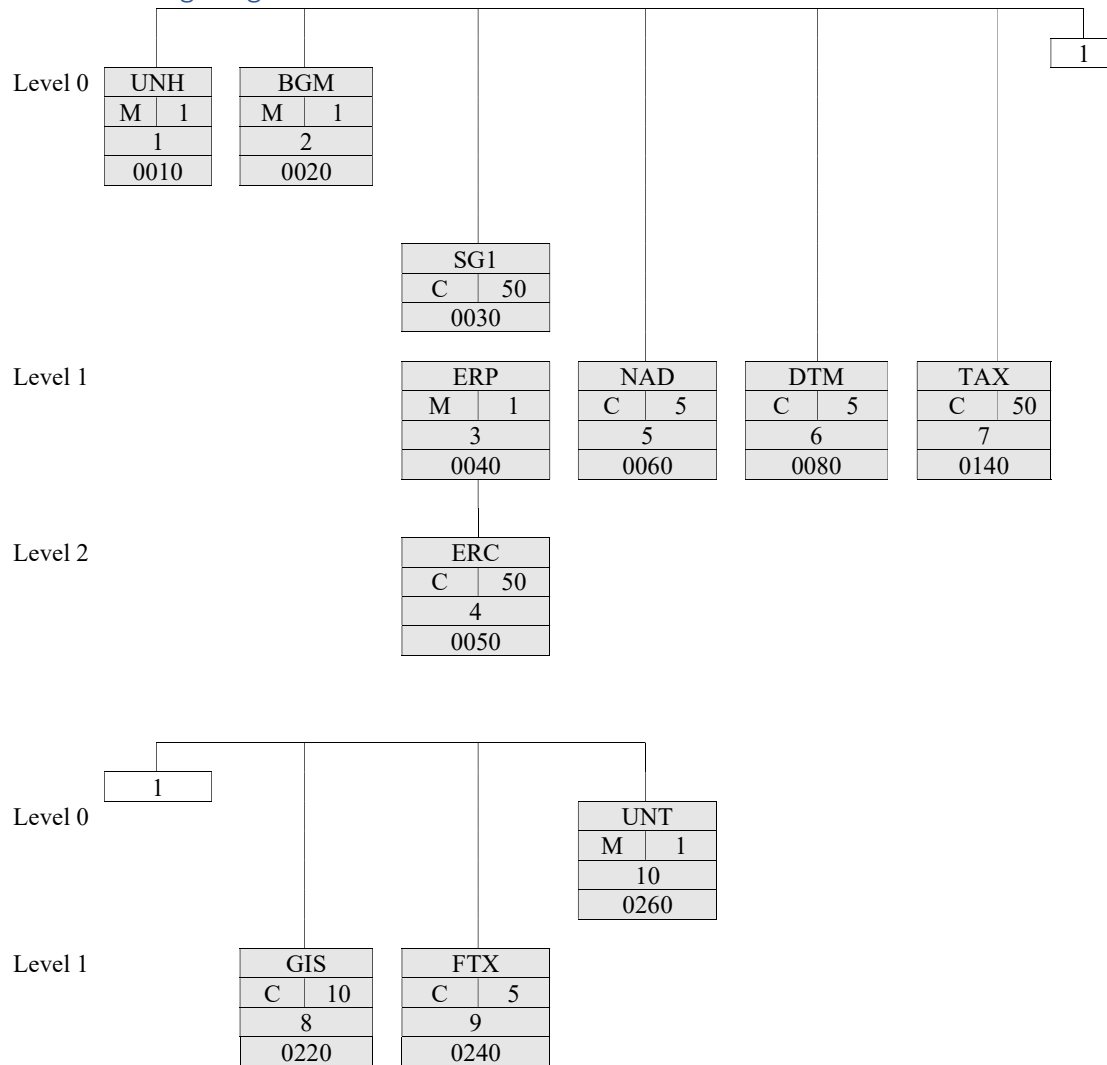 1
Level 0 UNH BGM
M 1 M 1
1 2
0010 0020
SG1
C 50
0030
Level 1 ERP NAD DTM TAX
M 1 C 5 C 5 C 50
3 5 6 7
0040 0060 0080 0140
Level 2 ERC
C 50
4
0050
1
Level 0 UNT
M 1
10
0260
Level 1 GIS FTX
C 10 C 5
8 9
0220 0240